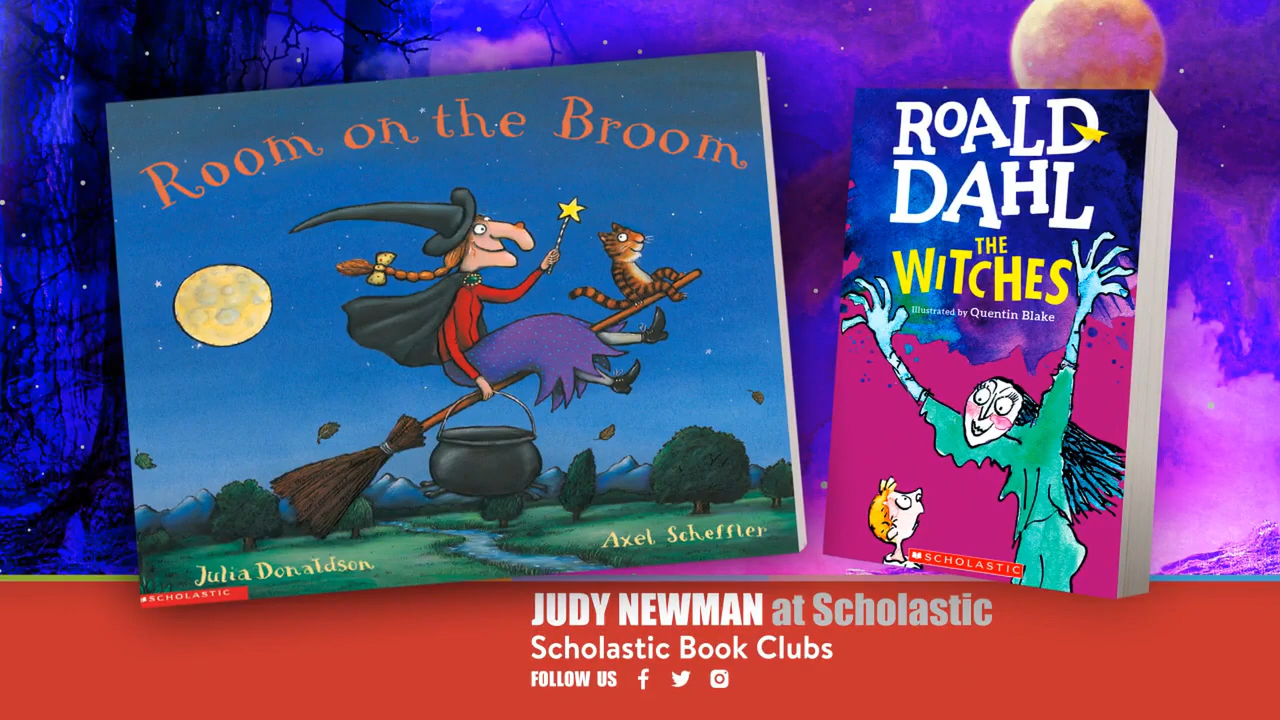 Room on the Broom
Julia Donaldson
Axel Scheffler
SCHOLASTIC
ROALD
DAHL
THE
WITCHES
Illustrated by Quentin Blake
SCHOLASTIC
JUDY NEWMAN at Scholastic
Scholastic Book Clubs
FOLLOW US